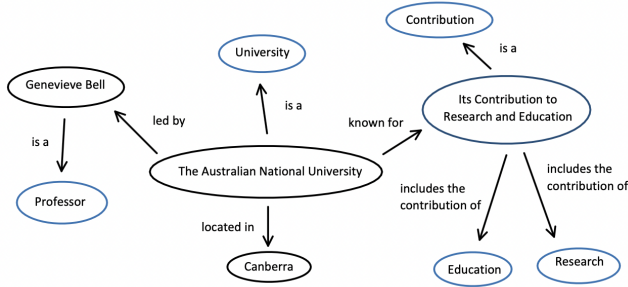 Contribution
is a
University
Genevieve Bell
is a
led by
known for
Its Contribution to
Research and Education
is a
The Australian National University
includes the
contribution of
includes the
contribution of
Professor
located in
Canberra
Education
Research